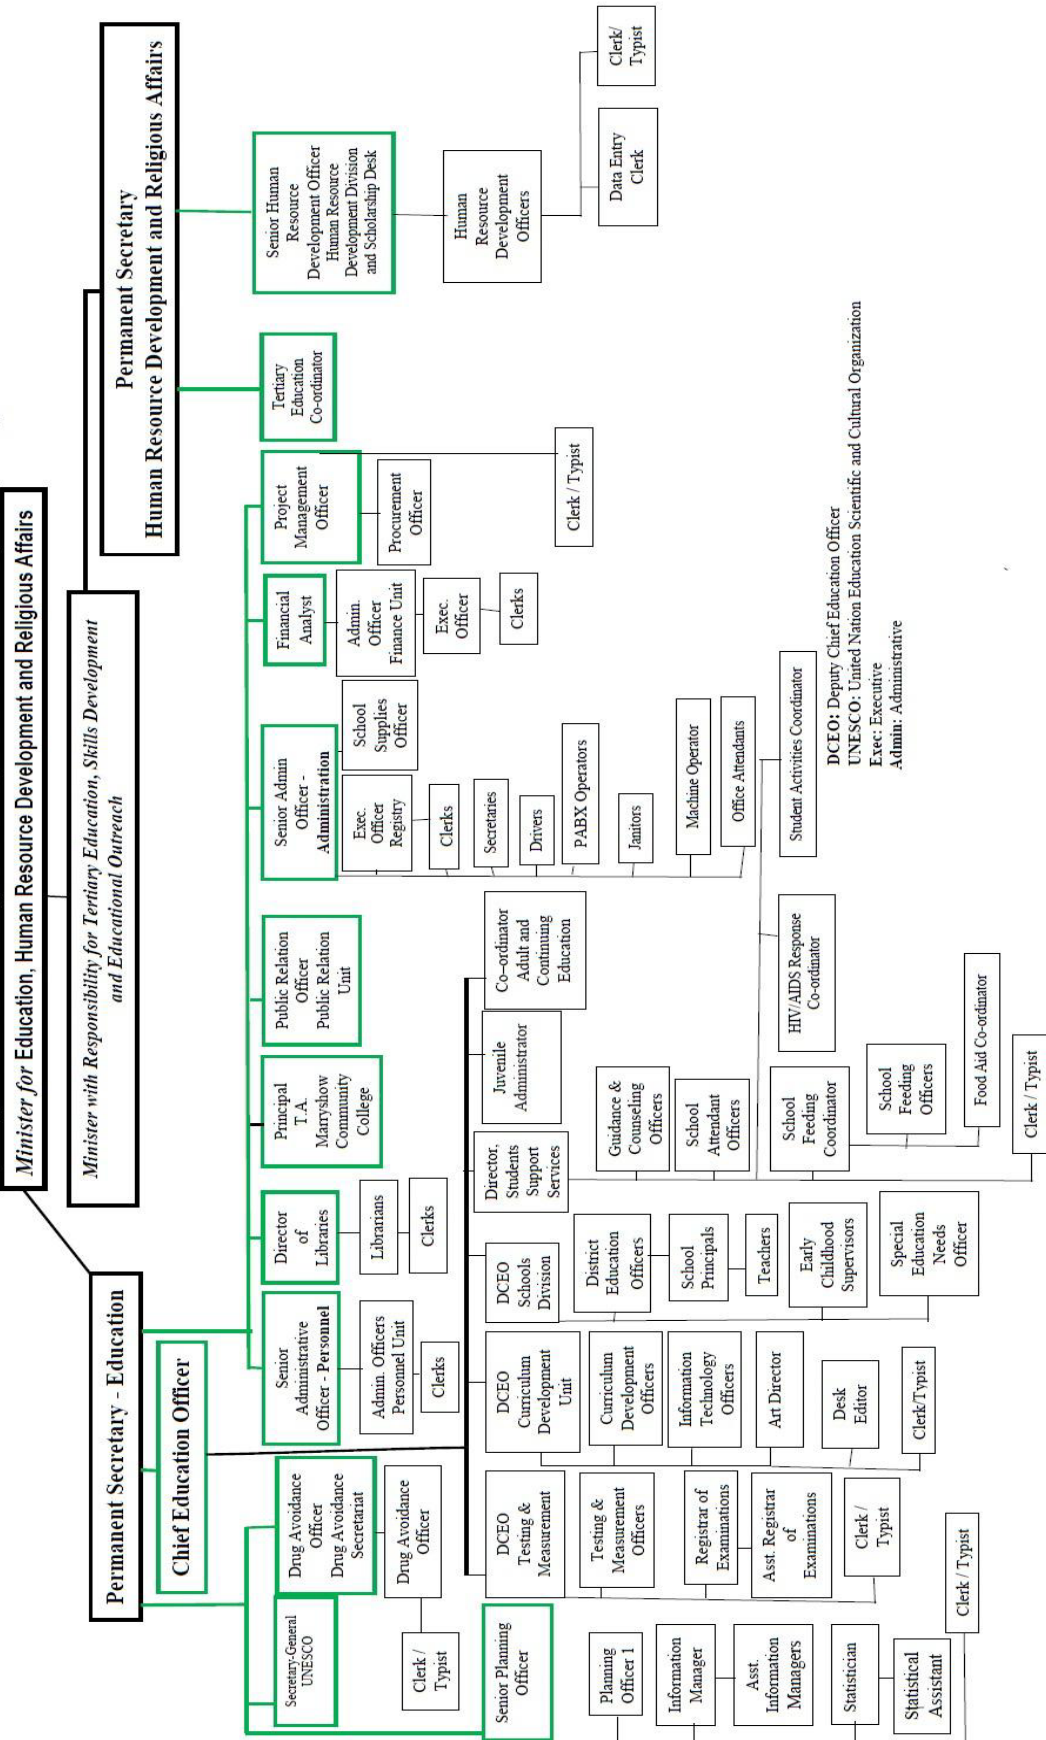 Minister for Education, Human Resource Development and Religious Affairs
Minister with Responsibility for Tertiary Education, Skills Development
and Educational Outreach
Permanent Secretary - Education
Permanent Secretary
Human Resource Development and Religious Affairs
Chief Education Officer
Secretary-General
UNESCO
Drug Avoidance
Officer
Drug Avoidance
Secretariat
Drug Avoidance
Officer
Clerk /
Typist
Senior Planning
Officer
Planning
Officer 1
Information
Manager
Asst.
Information
Managers
Statistician
Statistical
Assistant
Clerk / Typist
Senior
Administrative
Officer - Personnel
Admin. Officers
Personnel Unit
Clerks
Director
of
Libraries
Librarians
Clerks
Principal
T.A.
Marryshow
Community
College
Public Relation
Officer
Public Relation
Unit
Senior Admin
Officer -
Administration
Exec.
Officer
Registry
School
Supplies
Officer
Clerks
Secretaries
Drivers
PABX Operators
Janitors
Machine Operator
Office Attendants
Financial
Analyst
Admin.
Officer
Finance Unit
Exec.
Officer
Clerks
Project
Management
Officer
Procurement
Officer
Clerk / Typist
Tertiary
Education
Co-ordinator
Senior Human
Resource
Development Officer
Human Resource
Development Division
and Scholarship Desk
Human
Resource
Development
Officers
Data Entry
Clerk
Clerk/
Typist
DCEO
Testing &
Measurement
Testing &
Measurement
Officers
Registrar of
Examinations
Asst. Registrar
of
Examinations
Clerk /
Typist
DCEO
Curriculum
Development
Unit
Curriculum
Development
Officers
Information
Technology
Officers
Art Director
Desk
Editor
Clerk/Typist
DCEO
Schools
Division
District
Education
Officers
School
Principals
Teachers
Early
Childhood
Supervisors
Special
Education
Needs
Officer
Director,
Students
Support
Services
Guidance &
Counseling
Officers
School
Attendant
Officers
School
Feeding
Coordinator
School
Feeding
Officers
Food Aid Co-ordinator
Clerk / Typist
HIV/AIDS Response
Co-ordinator
Student Activities Coordinator
Juvenile
Administrator
Co-ordinator
Adult and
Continuing
Education
DCEO: Deputy Chief Education Officer
UNESCO: United Nation Education Scientific and Cultural Organization
Exec: Executive
Admin: Administrative